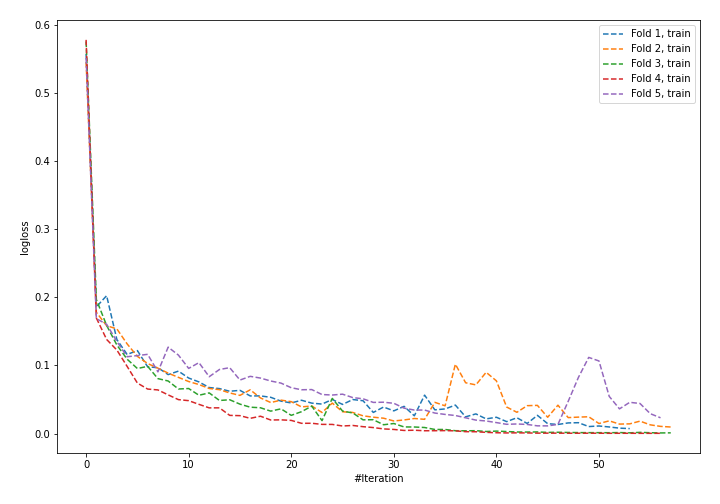 0.6
0.5
0.4
0.3
0.2
0.1
0.0
logloss
0
10
20
30
40
50
#Iteration
Fold 1, train
Fold 2, train
Fold 3, train
Fold 4, train
Fold 5, train